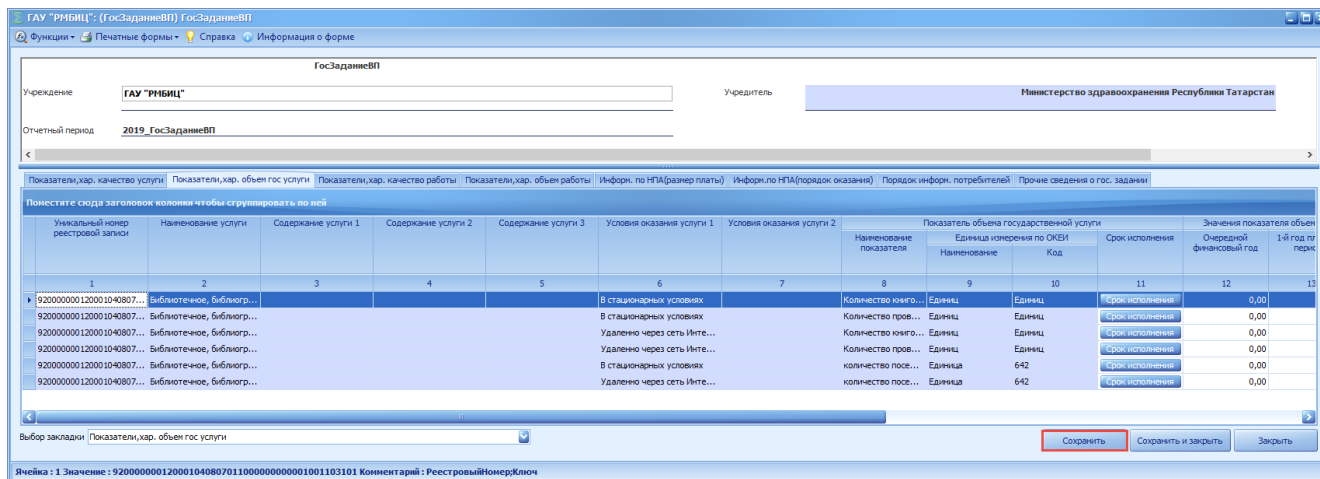 ГАУ "РМБИЦ": (ГосЗаданиеВП) ГосЗаданиеВП
Функции Печатные формы Справка Информация о форме
ГосЗаданиеВП
Учреждение ГАУ "РМБИЦ" Учредитель Министерство здравоохранения Республики Татарстан
Отчетный период 2019_ГосЗаданиеВП
Показатели,хар. качество услуги Показатели,хар. объем гос услуги Показатели,хар. качество работы Показатели,хар. объем работы Информ. по НПА(размер платы) Информ.по НПА(порядок оказания) Порядок информ. потребителей Прочие сведения о гос. задании
Поместите сюда заголовок колонки чтобы сгруппировать по ней
Уникальный номер Наименование услуги Содержание услуги 1 Содержание услуги 2 Содержание услуги 3 Условия оказания услуги 1 Условия оказания услуги 2 Показатель объема государственной услуги Значения показателя объем
реестровой записи Наименование Единица измерения по ОКЕИ Срок исполнения Очередной 1-й год пл
показателя Наименование Код финансовый год перис
1 2 3 4 5 6 7 8 9 10 11 12 13
920000000120001040807... Библиотечное, библиогр... В стационарных условиях Количество книго... Единиц Единиц Срок исполнения 0,00
920000000120001040807... Библиотечное, библиогр... В стационарных условиях Количество пров... Единиц Единиц Срок исполнения 0,00
920000000120001040807... Библиотечное, библиогр... Удаленно через сеть Инте... Количество книго... Единиц Единиц Срок исполнения 0,00
920000000120001040807... Библиотечное, библиогр... Удаленно через сеть Инте... Количество пров... Единиц Единиц Срок исполнения 0,00
920000000120001040807... Библиотечное, библиогр... В стационарных условиях количество посе... Единица 642 Срок исполнения 0,00
920000000120001040807... Библиотечное, библиогр... Удаленно через сеть Инте... количество посе... Единица 642 Срок исполнения 0,00
Выбор закладки Показатели,хар. объем гос услуги Сохранить Сохранить и закрыть Закрыть
Ячейка : 1 Значение : 92000000012000104080701100000000001001103101 Комментарий : РеестровыйНомер;Ключ